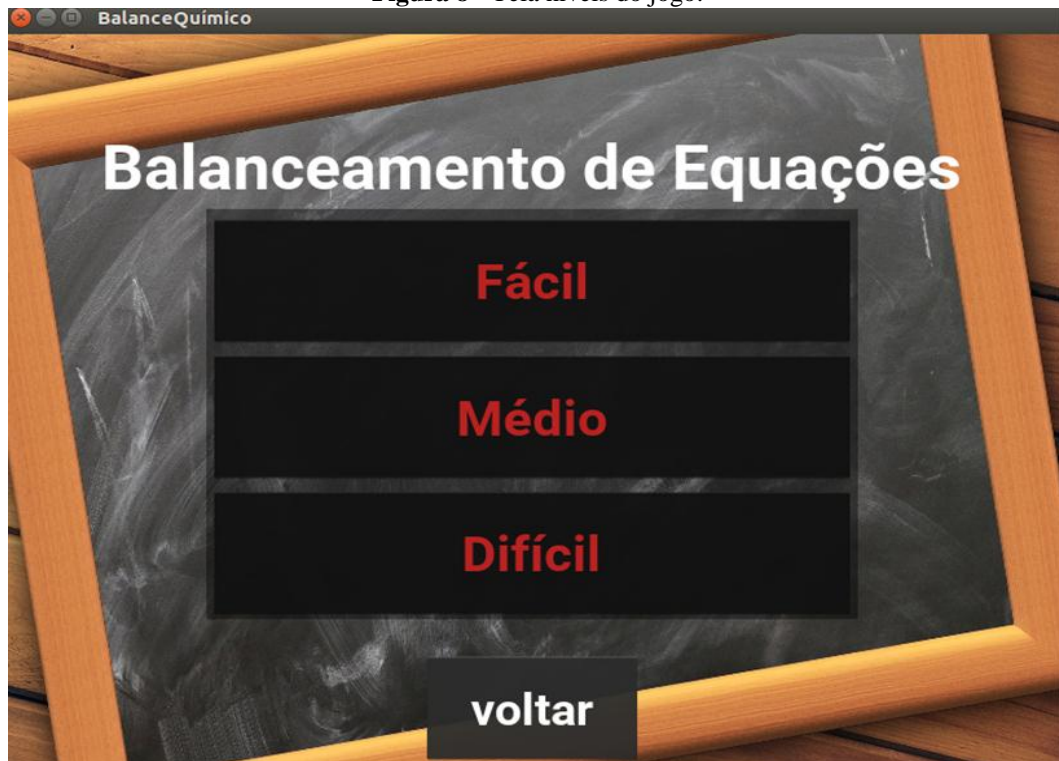 BalanceQuímico
Balanceamento de Equações
Fácil
Médio
Difícil
voltar